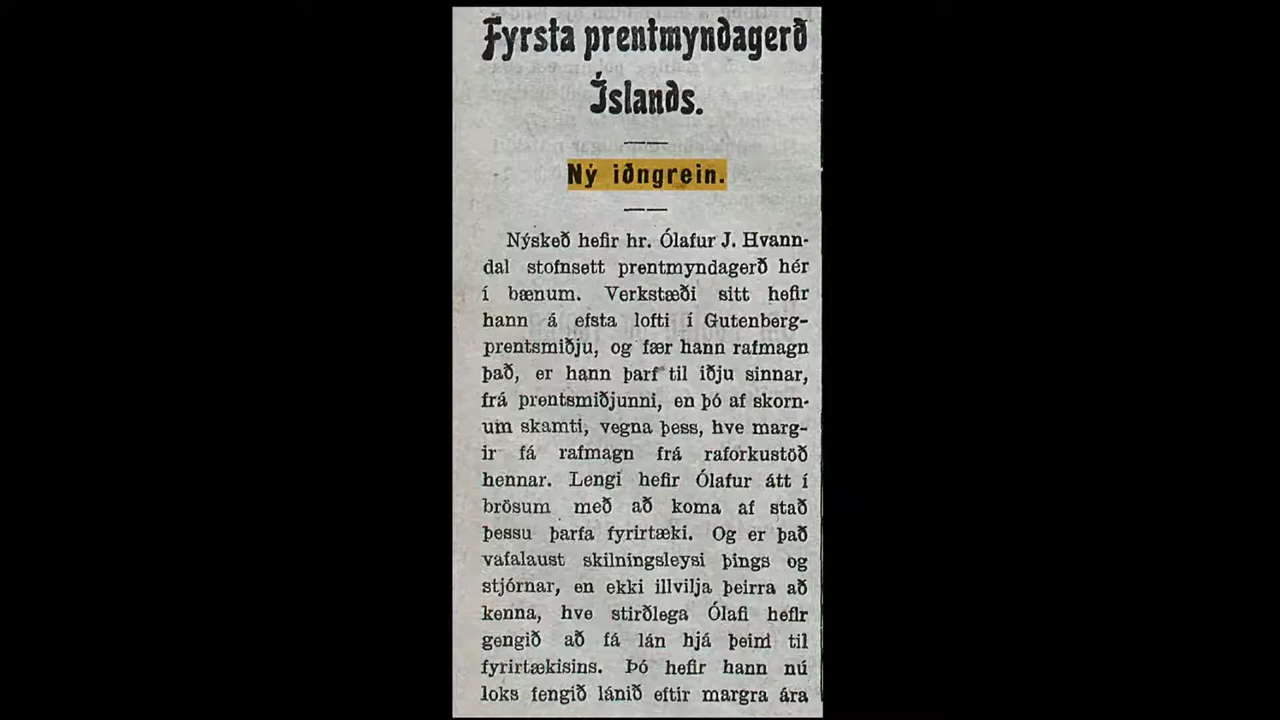 Fyrsta prentmyndagerð
Íslands.
Ný iðngrein.
Nýskeð hefir hr. Ólafur J. Hvann-
dal stofnsett prentmyndagerð hér
í bænum. Verkstæði sitt hefir
hann á efsta lofti í Gutenberg-
prentsmiðju, og fær hann rafmagn
það, er hann þarf til iðju sinnar,
frá prentsmiðjunni, en þó af skorn-
um skamti, vegna þess, hve marg-
ir fá rafmagn frá raforkustöð
hennar. Lengi hefir Ólafur átt í
brösum með að koma af stað
þessu þarfa fyrirtæki. Og er það
vafalaust skilningsleysi þings og
stjórnar, en ekki illvilja þeirra að
kenna, hve stirðlega Ólafi hefir
gengið að fá lán hjá þeim til
fyrirtækisins. Þó hefir hann nú
loks fengið lánið eftir margra ára